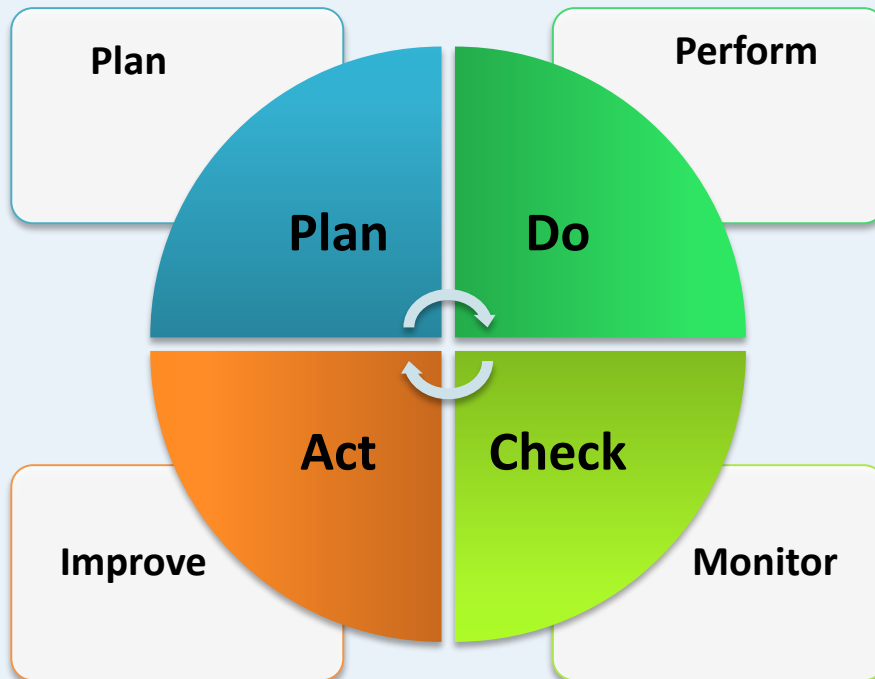 Plan
Perform
Plan
Do
Act
Check
Improve
Monitor